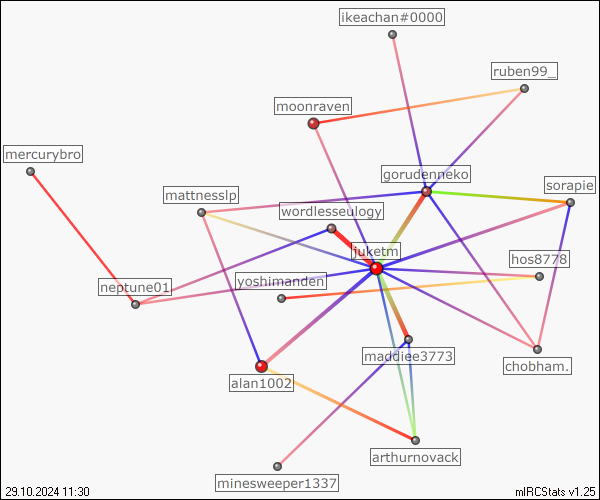 ikeachan#0000
ruben99_
moonraven
mercurybro
gorudenneko
mattnesslp
sorapie
wordlesseulogy
juketm
hos8778
yoshimanden
neptune01
maddiee3773
chobham.
alan1002
arthurnovack
minesweeper1337
29.10.2024 11:30
mIRCStats v1.25